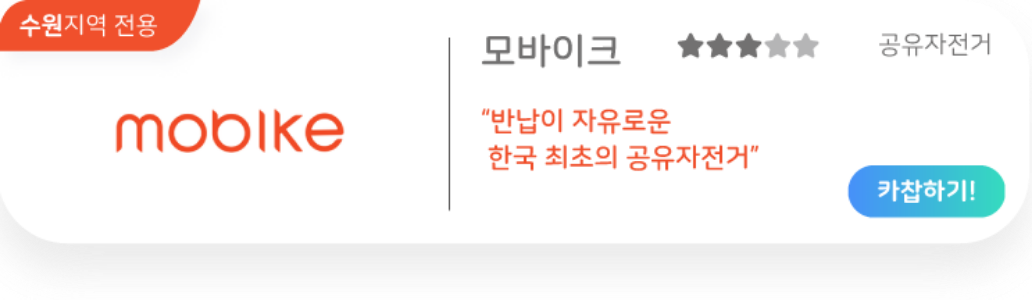 수원지역 전용
mobike
모바이크
공유자전거
“반납이 자유로운
한국 최초의 공유자전거”
카찹하기!